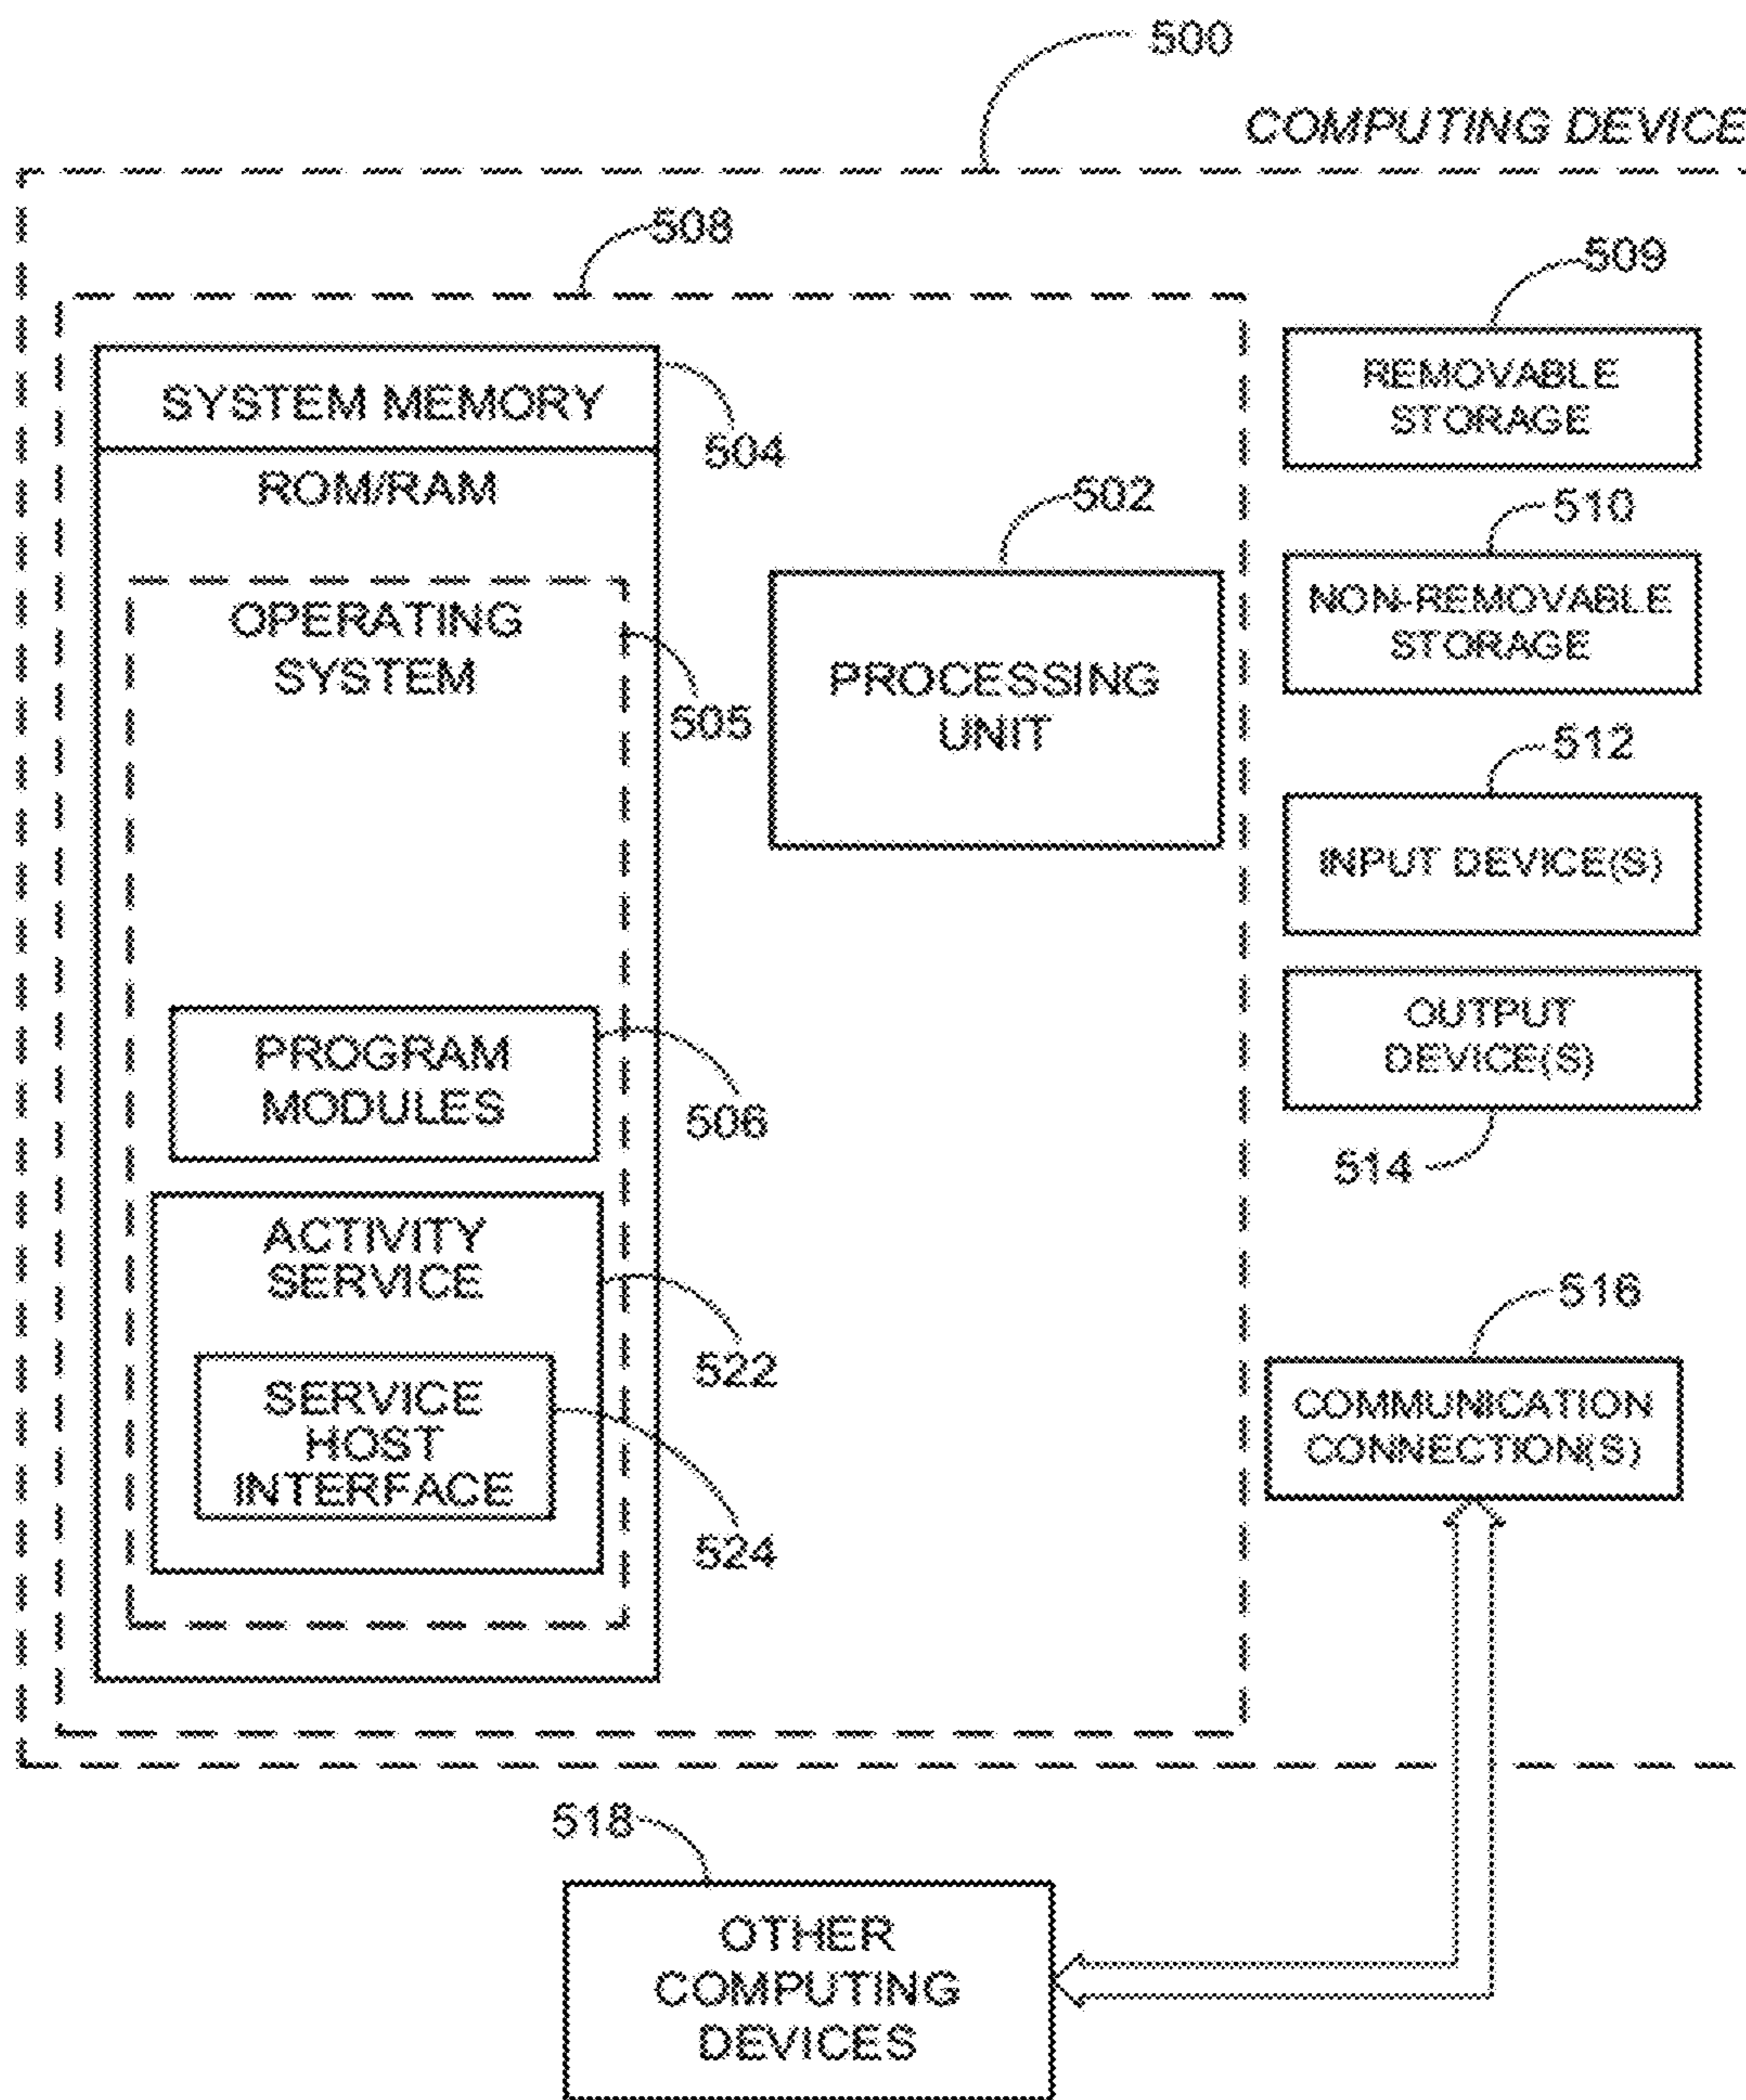 500
COMPUTING DEVICE
508
509
SYSTEM MEMORY
504
ROM/RAM
REMOVABLE
STORAGE
502
510
OPERATING
SYSTEM
505
PROCESSING
UNIT
NON-REMOVABLE
STORAGE
512
INPUT DEVICE(S)
PROGRAM
MODULES
506
OUTPUT
DEVICE(S)
514
ACTIVITY
SERVICE
522
516
SERVICE
HOST
INTERFACE
524
COMMUNICATION
CONNECTION(S)
518
OTHER
COMPUTING
DEVICES